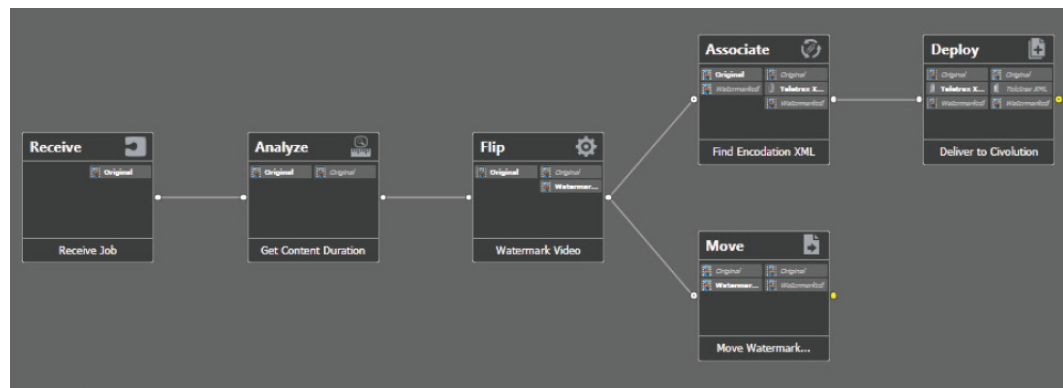 Receive
Original
Receive Job
Analyze
Original Original
Get Content Duration
Flip
Original Original
Watermar...
Watermark Video
Associate
Original Original
Watermarked Teletrax X...
Watermarked
Find Encodation XML
Deploy
Original Original
Teletrax X... Teletrax XML
Watermarked Watermarked
Deliver to Civolution
Move
Original Original
Watermar... Watermarked
Move Watermark...